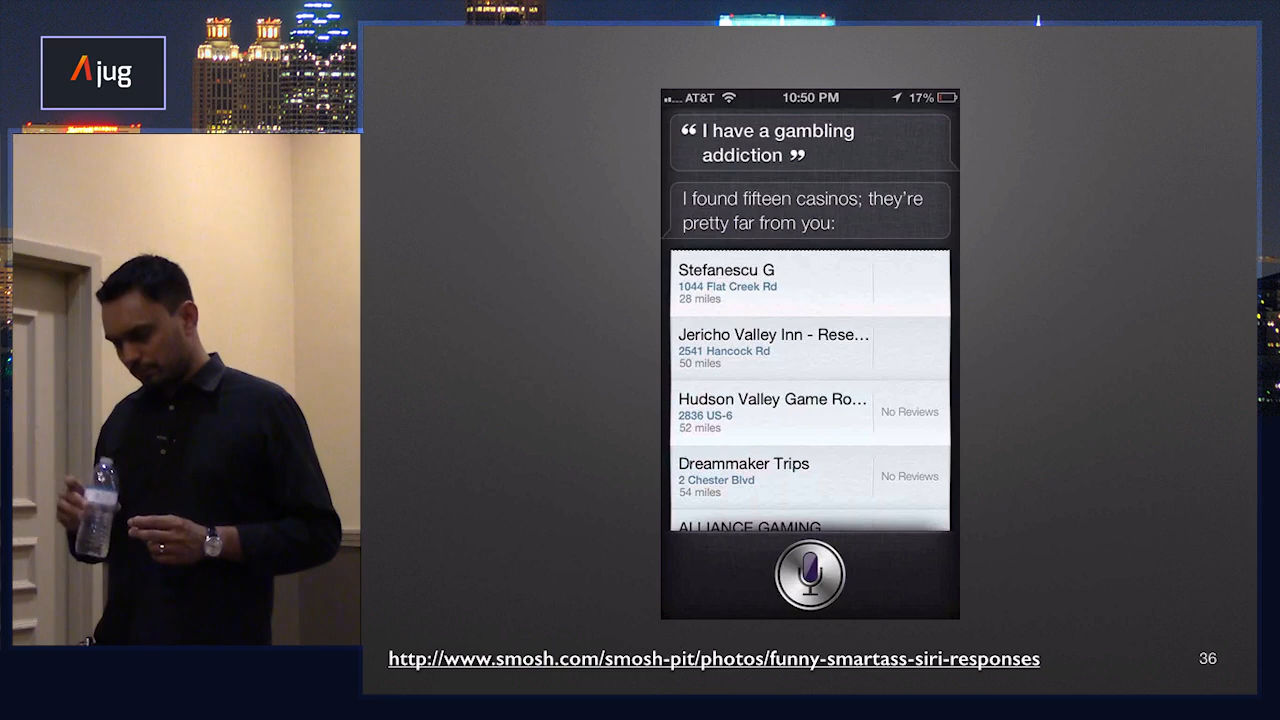 jug
AT&T 10:50 PM 17%
“ I have a gambling
addiction ”
I found fifteen casinos; they’re
pretty far from you:
Stefanescu G
1044 Flat Creek Rd
28 miles
Jericho Valley Inn - Rese…
2541 Hancock Rd
50 miles
Hudson Valley Game Ro…
2836 US-6
52 miles
No Reviews
Dreammaker Trips
2 Chester Blvd
54 miles
No Reviews
ALLIANCE GAMING
http://www.smosh.com/smosh-pit/photos/funny-smartass-siri-responses
36